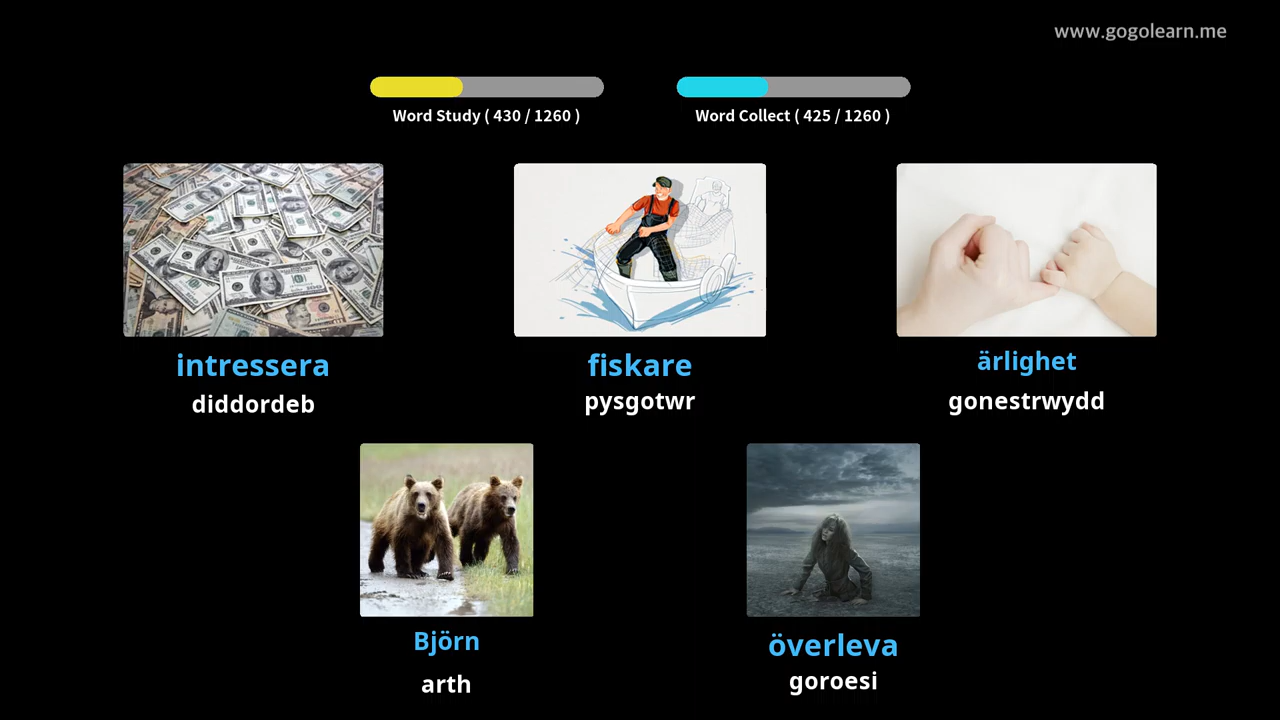 www.gogolearn.me
Word Study ( 430 / 1260 )
Word Collect ( 425 / 1260 )
intressera
diddordeb
fiskare
pysgotwr
ärlighet
gonestrwydd
Björn
arth
överleva
goroesi